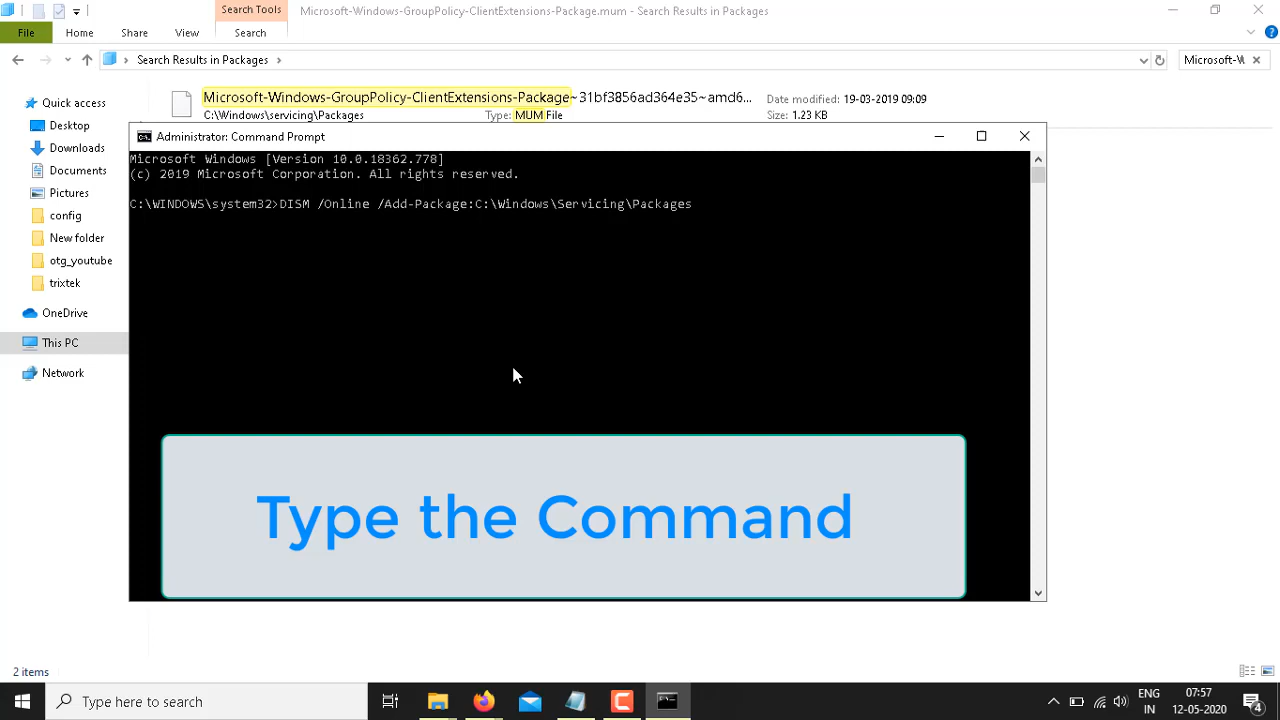 Search Tools
Microsoft-Windows-GroupPolicy-ClientExtensions-Package.mum - Search Results in Packages
File
Home
Share
View
Search
Search Results in Packages
Microsoft-W
Quick access
Desktop
Downloads
Documents
Pictures
config
New folder
otg_youtube
trixtek
OneDrive
This PC
Network
Microsoft-Windows-GroupPolicy-ClientExtensions-Package~31bf3856ad364e35~amd6...
C:\Windows\servicing\Packages
Type: MUM File
Date modified: 19-03-2019 09:09
Size: 1.23 KB
Administrator: Command Prompt
Microsoft Windows [Version 10.0.18362.778]
(c) 2019 Microsoft Corporation. All rights reserved.
C:\WINDOWS\system32>DISM /Online /Add-Package:C:\Windows\Servicing\Packages
Type the Command
2 items
Type here to search
ENG
IN
07:57
12-05-2020
4